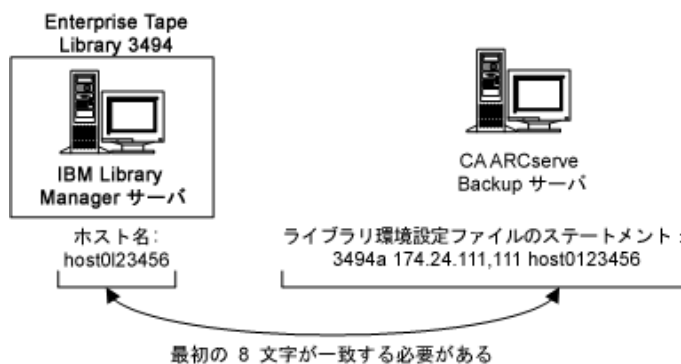 Enterprise Tape
Library 3494
IBM Library
Manager サーバ
CA ARCserve
Backup サーバ
ホスト名:
host0l23456
ライブラリ環境設定ファイルのステートメント:
3494a 174.24.111,111 host0123456
最初の 8 文字が一致する必要がある